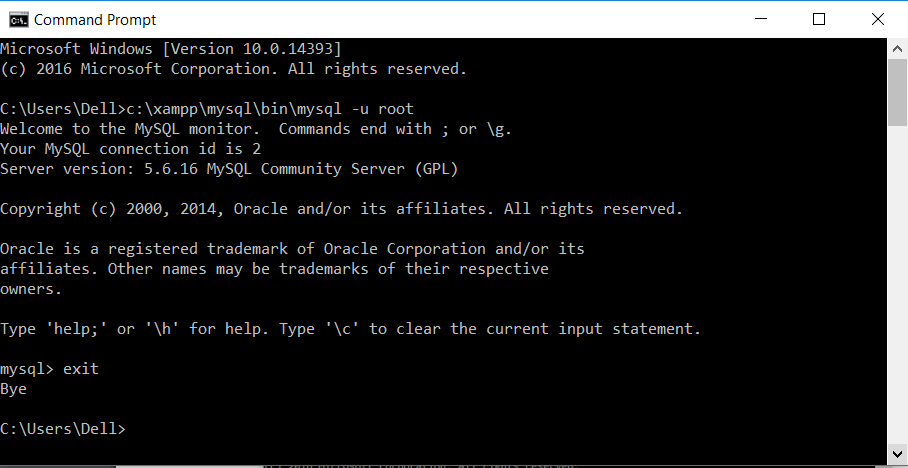 Command Prompt
Microsoft Windows [Version 10.0.14393]
(c) 2016 Microsoft Corporation. All rights reserved.
C:\Users\Dell>c:\xampp\mysql\bin\mysql -u root
Welcome to the MySQL monitor.  Commands end with ; or \g.
Your MySQL connection id is 2
Server version: 5.6.16 MySQL Community Server (GPL)
Copyright (c) 2000, 2014, Oracle and/or its affiliates. All rights reserved.
Oracle is a registered trademark of Oracle Corporation and/or its
affiliates. Other names may be trademarks of their respective
owners.
Type 'help;' or '\h' for help. Type '\c' to clear the current input statement.
mysql> exit
Bye
C:\Users\Dell>